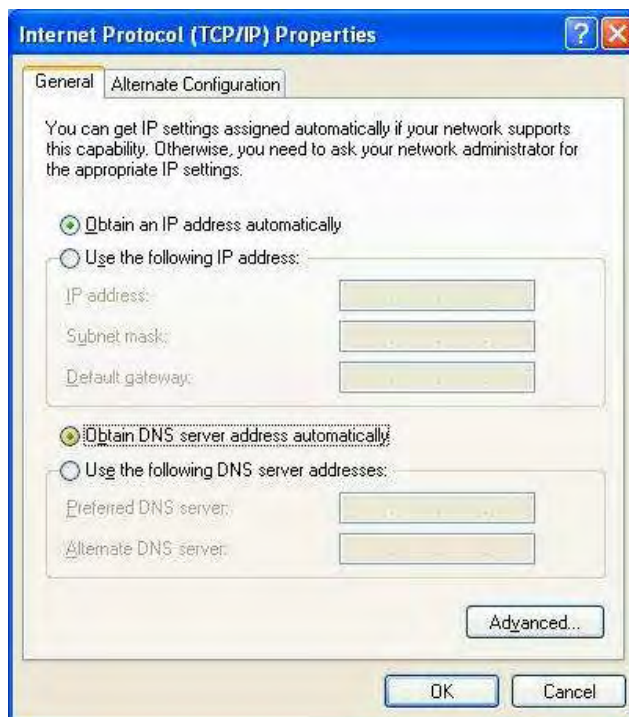 Internet Protocol (TCP/IP) Properties
General
Alternate Configuration
You can get IP settings assigned automatically if your network supports
this capability. Otherwise, you need to ask your network administrator for
the appropriate IP settings.
Obtain an IP address automatically
Use the following IP address:
IP address:
Subnet mask:
Default gateway:
Obtain DNS server address automatically
Use the following DNS server addresses:
Preferred DNS server:
Alternate DNS server:
Advanced...
OK
Cancel